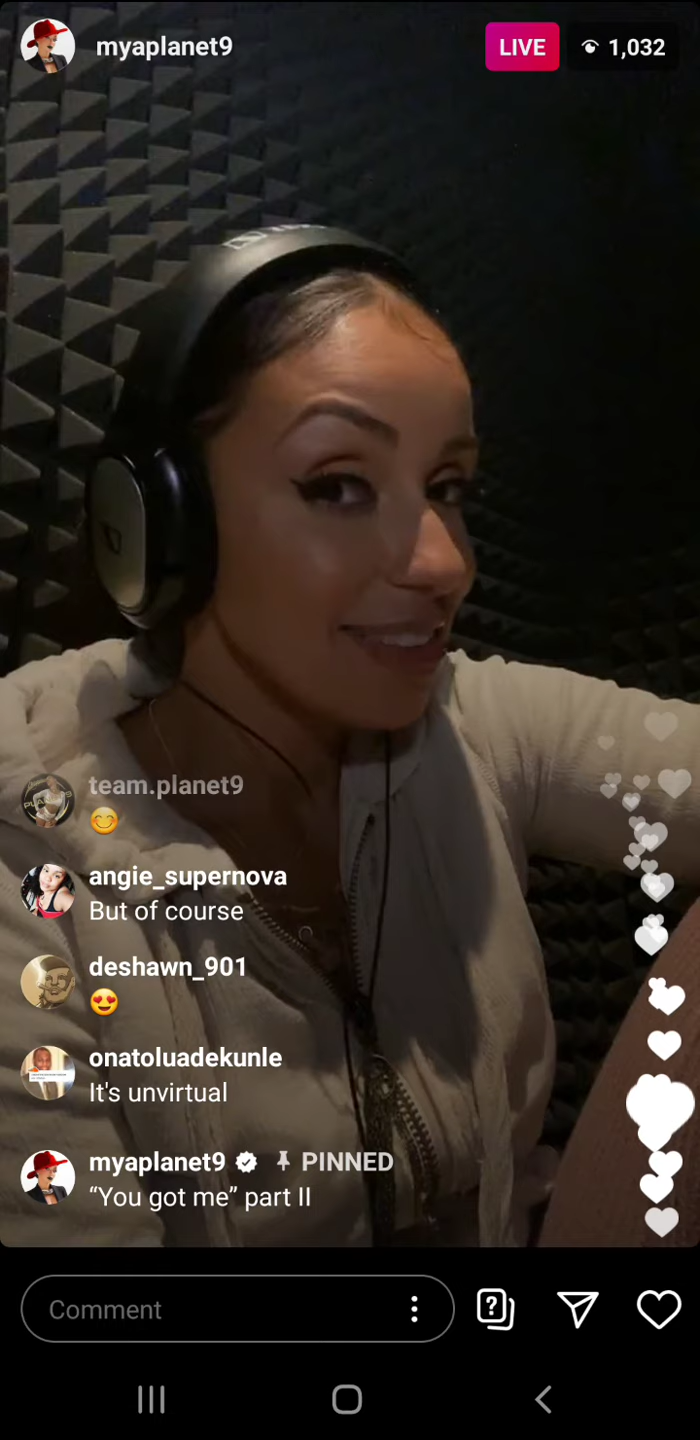 myaplanet9
LIVE
1,032
team.planet9
😊
angie_supernova
But of course
deshawn_901
😍
onatoluadekunle
It's unvirtual
myaplanet9 PINNED
“You got me” part II
Comment